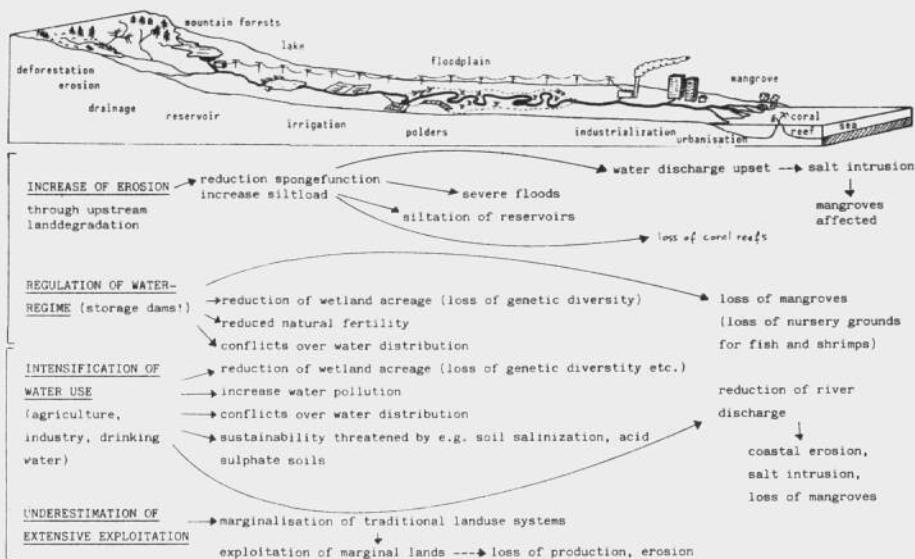 mountain forests
lake
floodplain
mangrove
deforestation
erosion
drainage
reservoir
irrigation
polders
industrialization
urbanisation
coral
reef
sea
INCREASE OF EROSION
through upstream
landdegradation
reduction spongefunction
increase siltload
severe floods
siltation of reservoirs
water discharge upset
salt intrusion
mangroves
affected
loss of coral reefs
REGULATION OF WATER-
REGIME (storage dams!)
reduction of wetland acreage (loss of genetic diversity)
reduced natural fertility
conflicts over water distribution
loss of mangroves
(loss of nursery grounds
for fish and shrimps)
INTENSIFICATION OF
WATER USE
(agriculture,
industry, drinking
water)
reduction of wetland acreage (loss of genetic diverstity etc.)
increase water pollution
conflicts over water distribution
sustainability threatened by e.g. soil salinization, acid
sulphate soils
reduction of river
discharge
coastal erosion,
salt intrusion,
loss of mangroves
UNDERESTIMATION OF
EXTENSIVE EXPLOITATION
marginalisation of traditional landuse systems
exploitation of marginal lands
loss of production, erosion